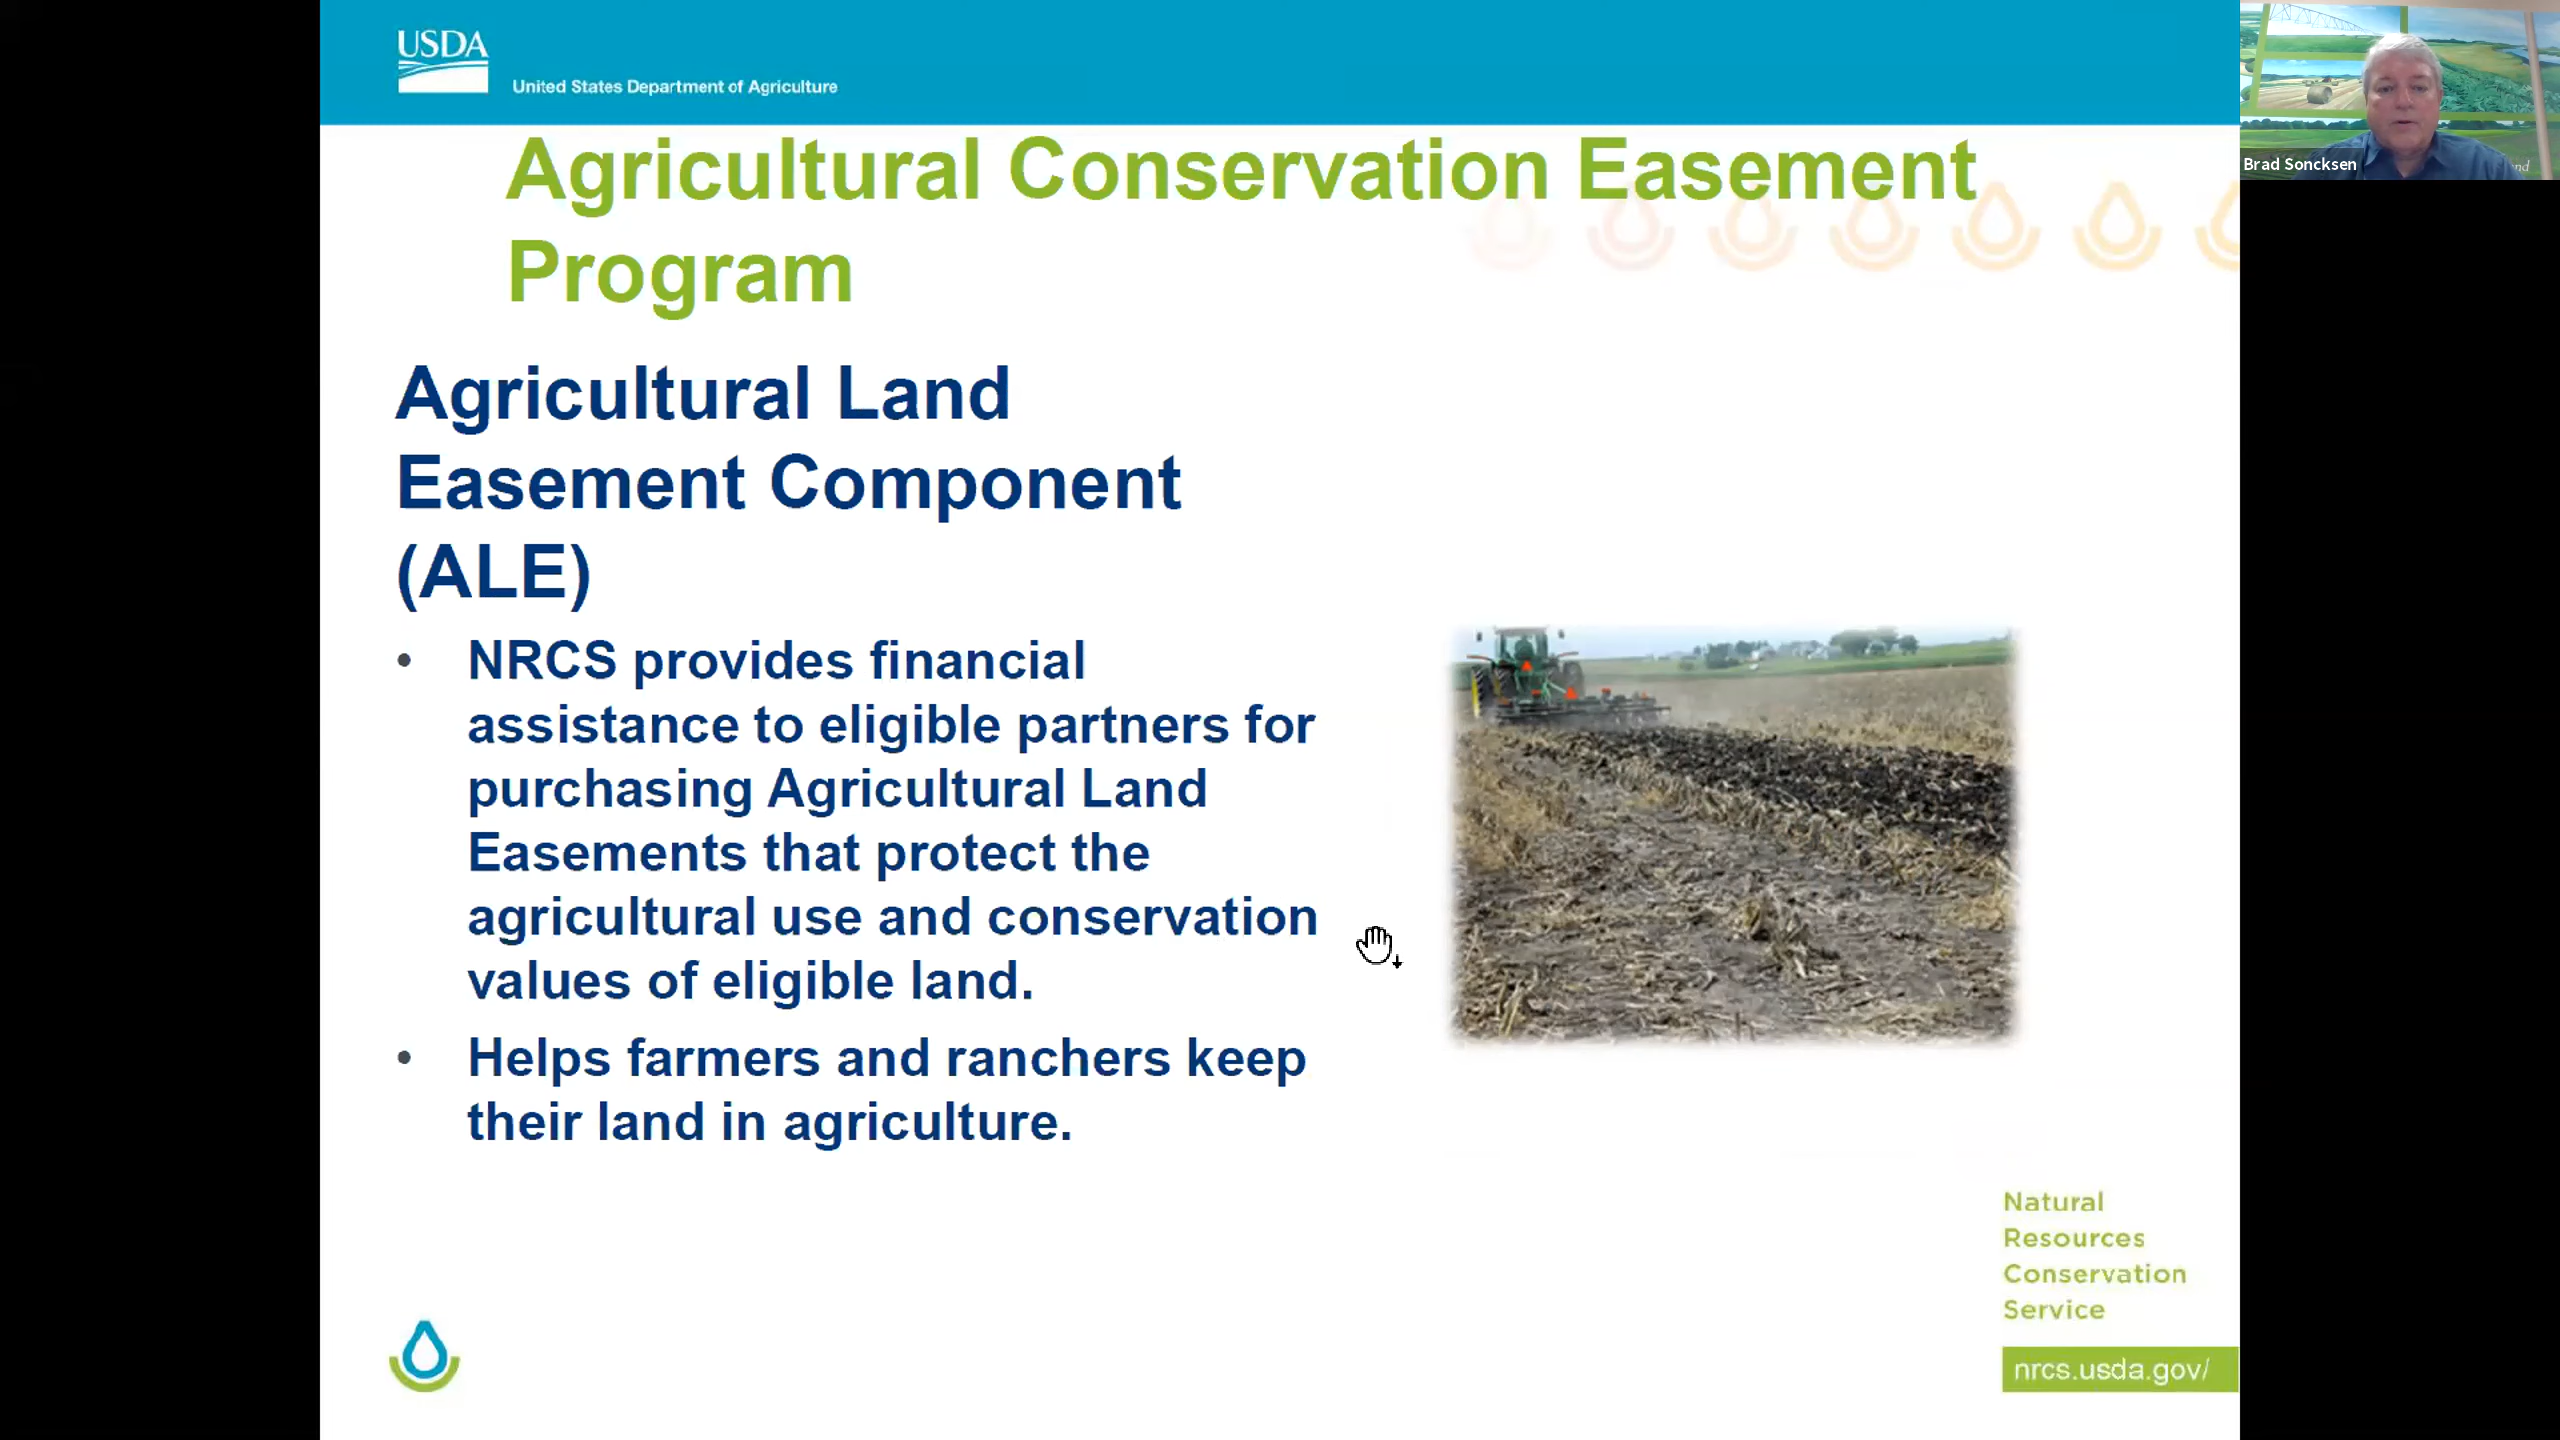 USDA
United States Department of Agriculture
Brad Soncksen
nd
Agricultural Conservation Easement
Program
Agricultural Land
Easement Component
(ALE)
• NRCS provides financial
assistance to eligible partners for
purchasing Agricultural Land
Easements that protect the
agricultural use and conservation
values of eligible land.
• Helps farmers and ranchers keep
their land in agriculture.
Natural
Resources
Conservation
Service
nrcs.usda.gov/